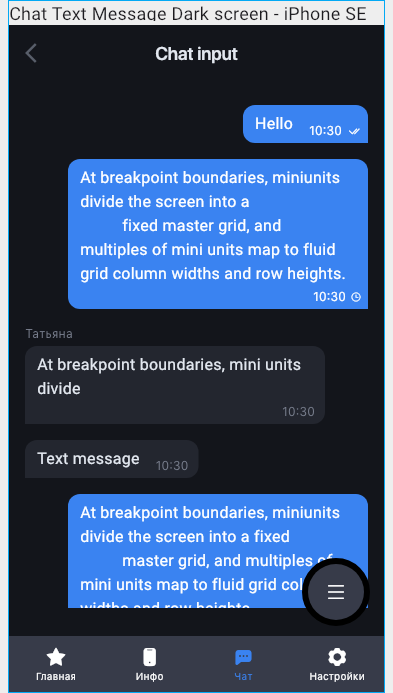 Chat Text Message Dark screen - iPhone SE
Chat input
Hello 10:30
At breakpoint boundaries, miniunits
divide the screen into a
fixed master grid, and
multiples of mini units map to fluid
grid column widths and row heights.
10:30
Татьяна
At breakpoint boundaries, mini units
divide
10:30
Text message 10:30
At breakpoint boundaries, miniunits
divide the screen into a fixed
master grid, and multiples of
mini units map to fluid grid
widths and row heights
Главная Инфо Чат Настройки